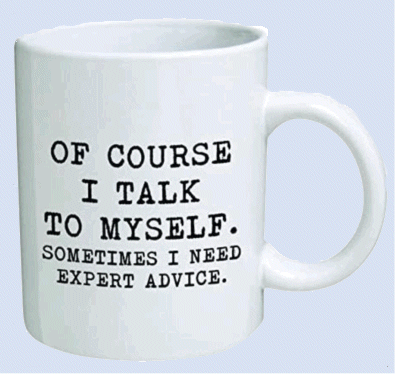 OF COURSE
I TALK
TO MYSELF.
SOMETIMES I NEED
EXPERT ADVICE.